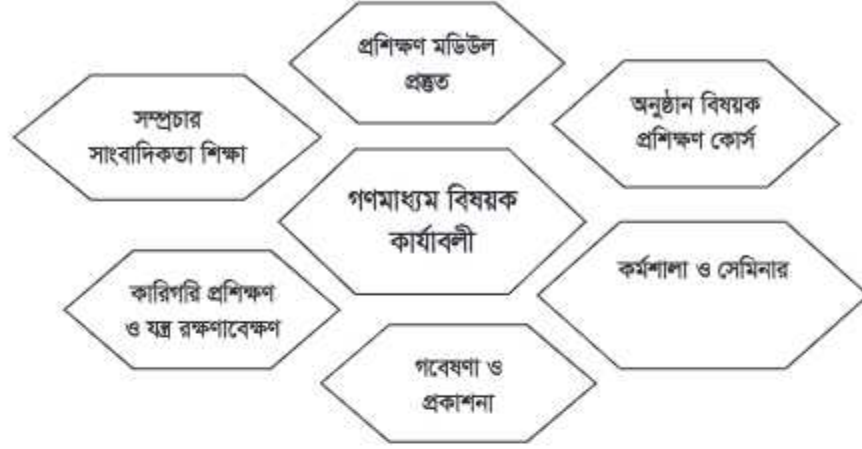 প্রশিক্ষণ মডিউল
প্রস্তুত
সম্প্রচার
সাংবাদিকতা শিক্ষা
অনুষ্ঠান বিষয়ক
প্রশিক্ষণ কোর্স
গণমাধ্যম বিষয়ক
কার্যাবলী
কারিগরি প্রশিক্ষণ
ও যন্ত্র রক্ষণাবেক্ষণ
কর্মশালা ও সেমিনার
গবেষণা ও
প্রকাশনা